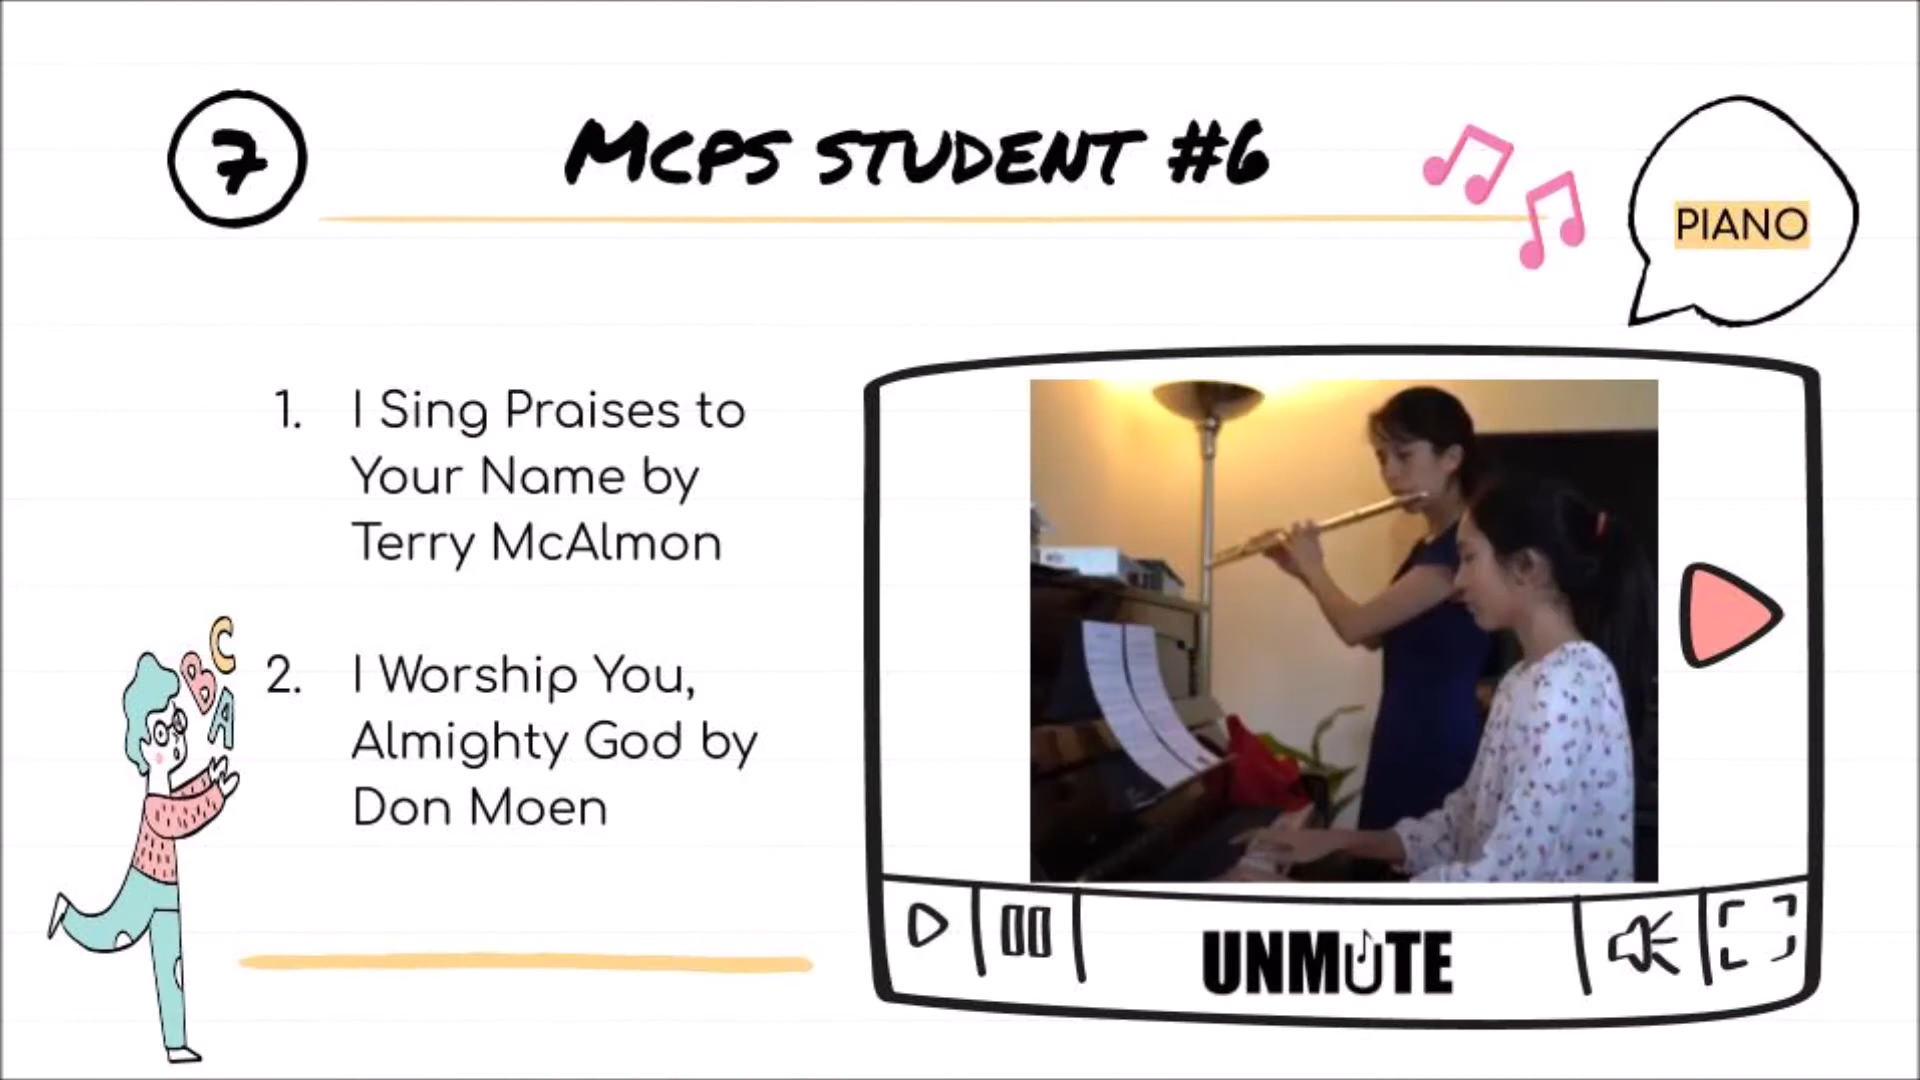 7
MCPS STUDENT #6
PIANO
1. I Sing Praises to
Your Name by
Terry McAlmon
2. I Worship You,
Almighty God by
Don Moen
C
B
A
UNMUTE